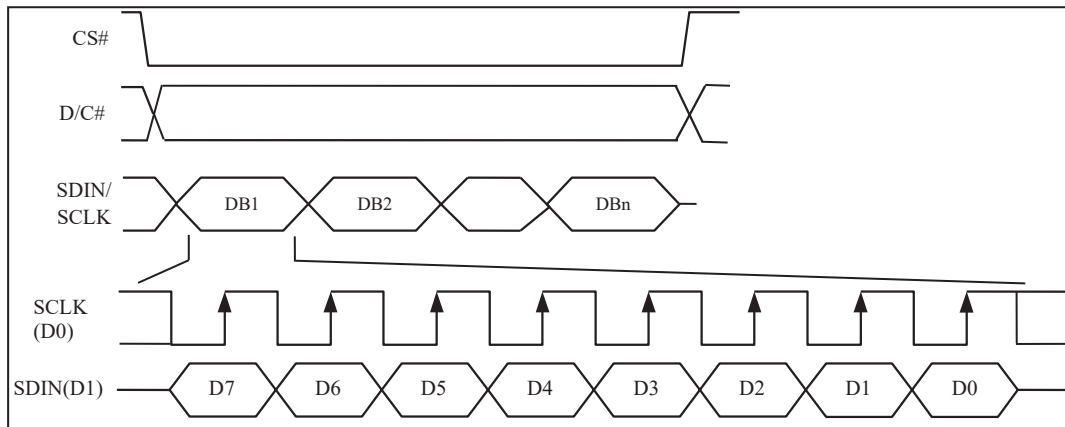 CS#
D/C#
SDIN/
SCLK
DB1 DB2 DBn
SCLK
(D0)
SDIN(D1) D7 D6 D5 D4 D3 D2 D1 D0